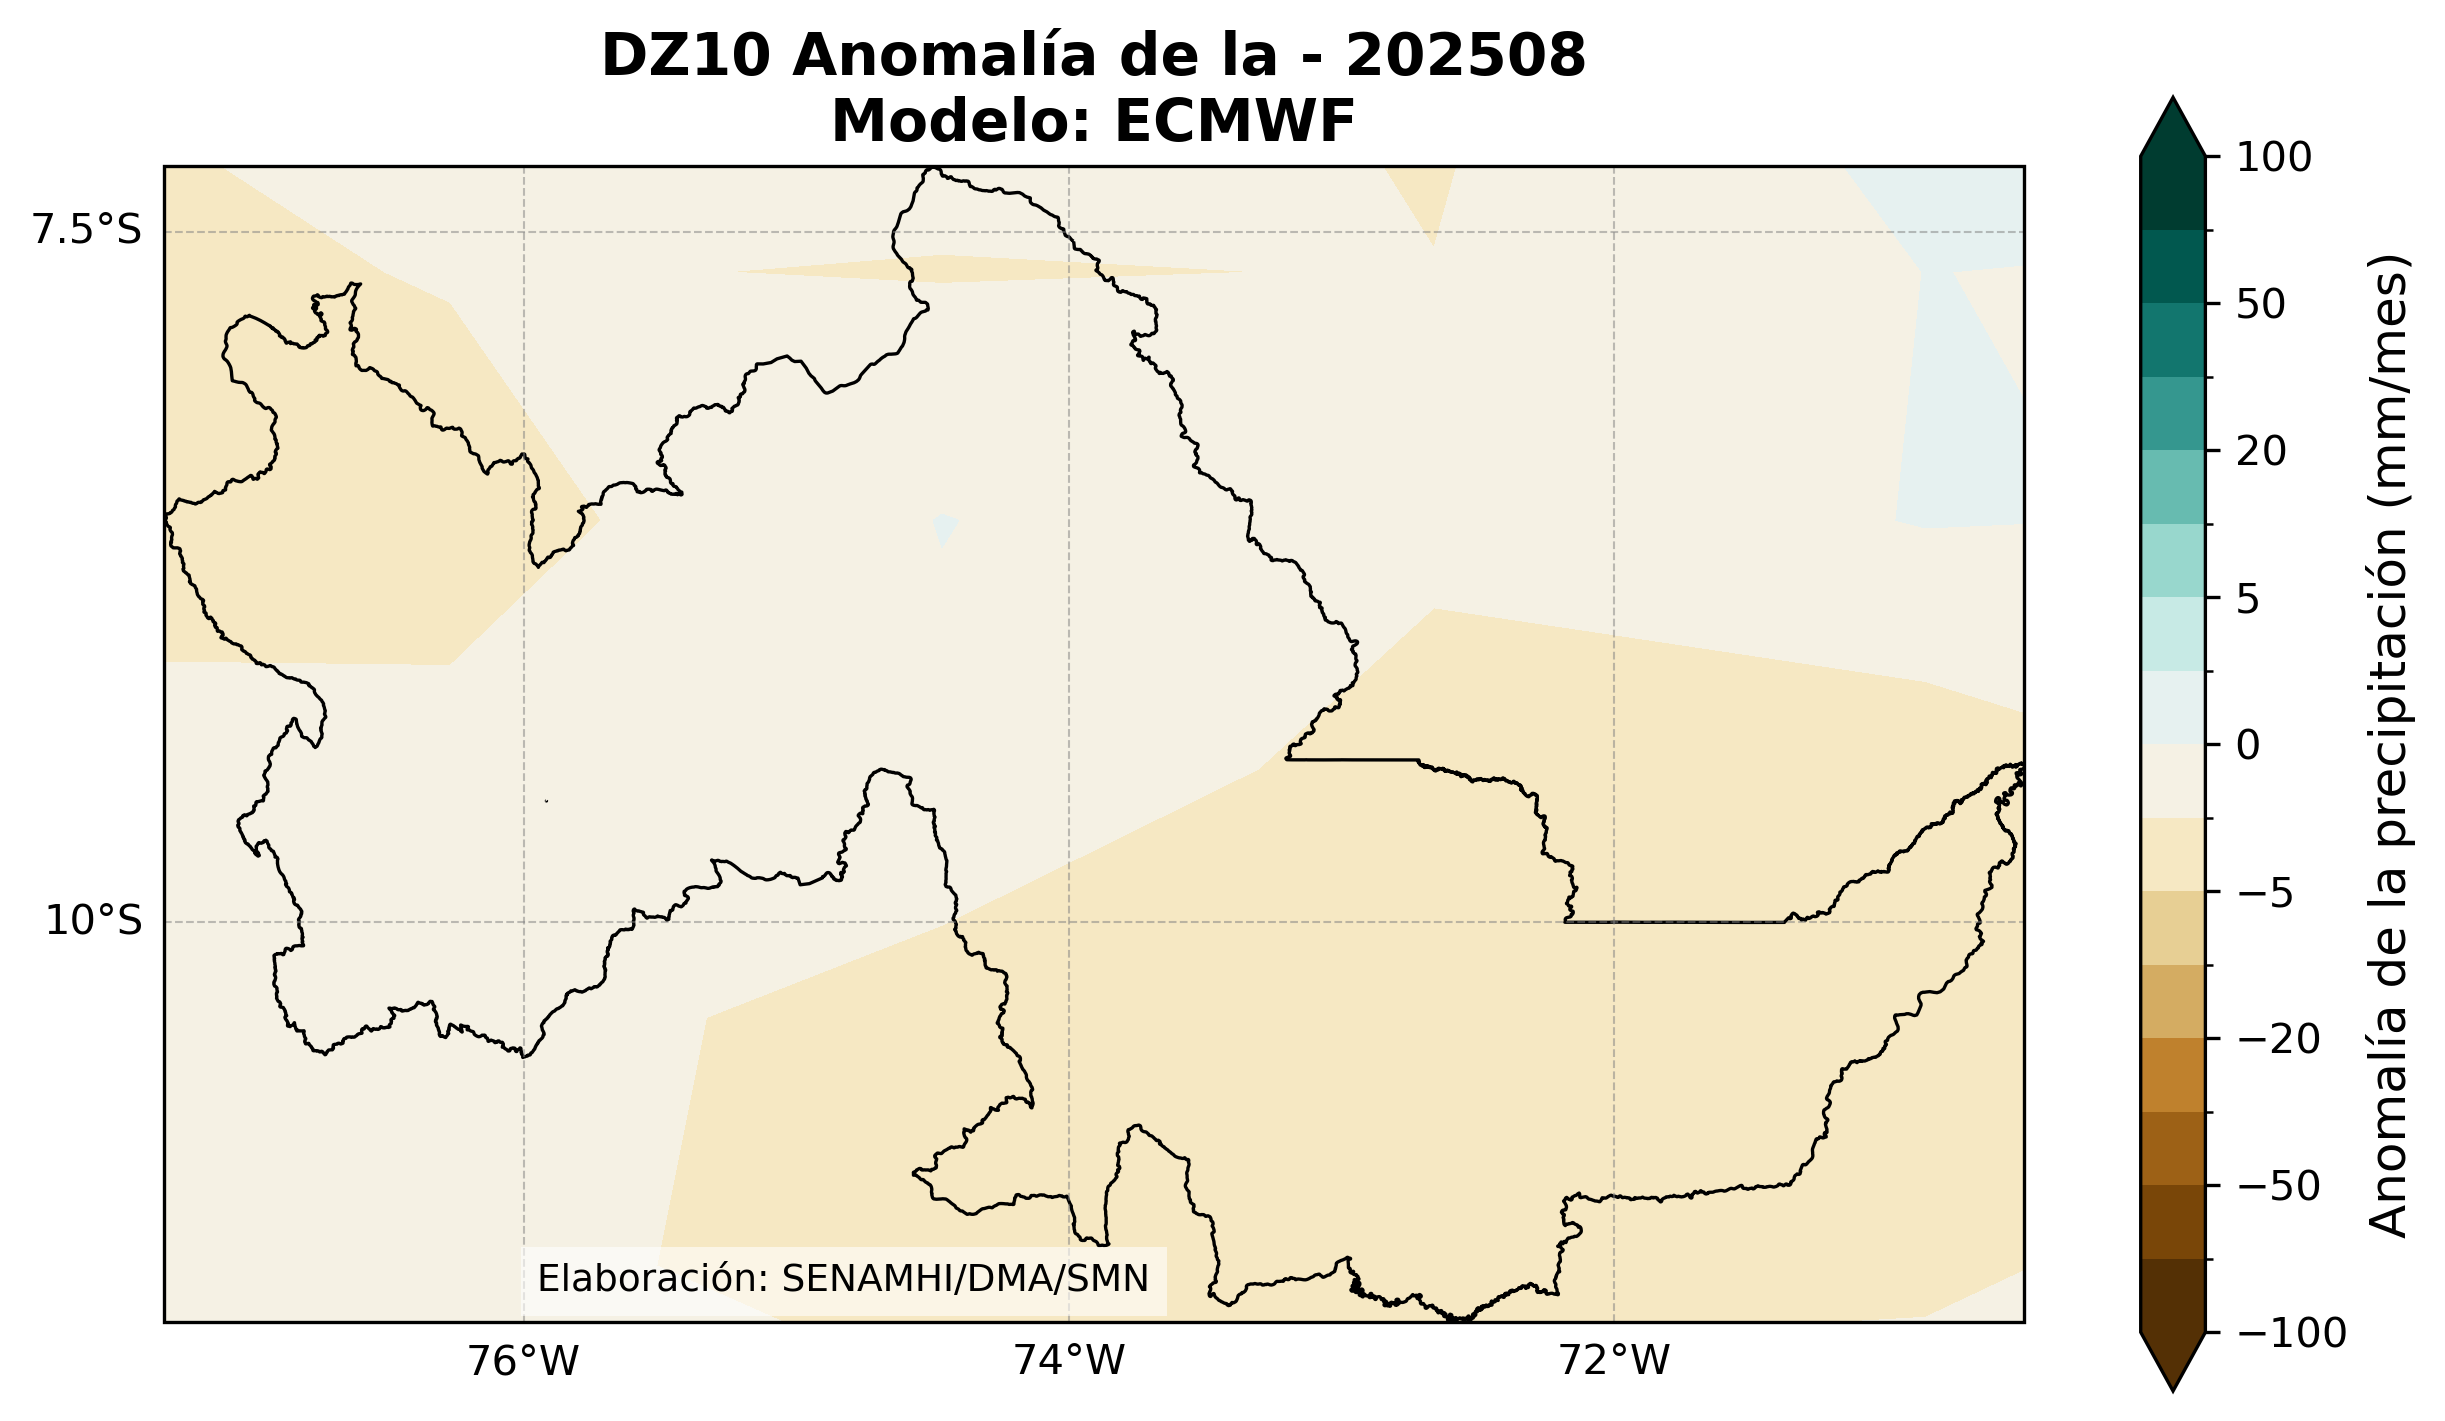 DZ10 Anomalía de la - 202508
Modelo: ECMWF
7.5°S
10°S
76°W
74°W
72°W
Elaboración: SENAMHI/DMA/SMN
100
50
20
5
0
−5
−20
−50
−100
Anomalía de la precipitación (mm/mes)